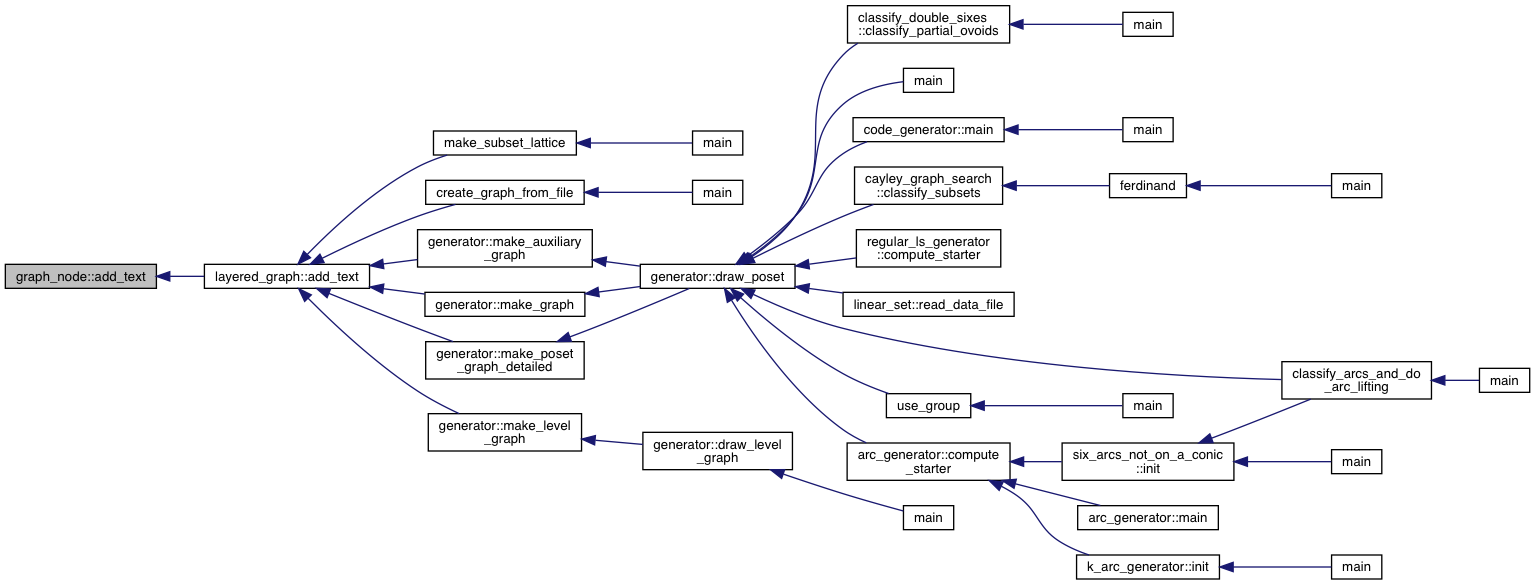 graph_node::add_text
layered_graph::add_text
make_subset_lattice
main
create_graph_from_file
main
generator::make_auxiliary
_graph
generator::make_graph
generator::make_poset
_graph_detailed
generator::make_level
_graph
generator::draw_poset
generator::draw_level
_graph
main
classify_double_sixes
::classify_partial_ovoids
main
main
code_generator::main
main
cayley_graph_search
::classify_subsets
ferdinand
main
regular_ls_generator
::compute_starter
linear_set::read_data_file
classify_arcs_and_do
_arc_lifting
main
use_group
main
arc_generator::compute
_starter
six_arcs_not_on_a_conic
::init
main
arc_generator::main
k_arc_generator::init
main